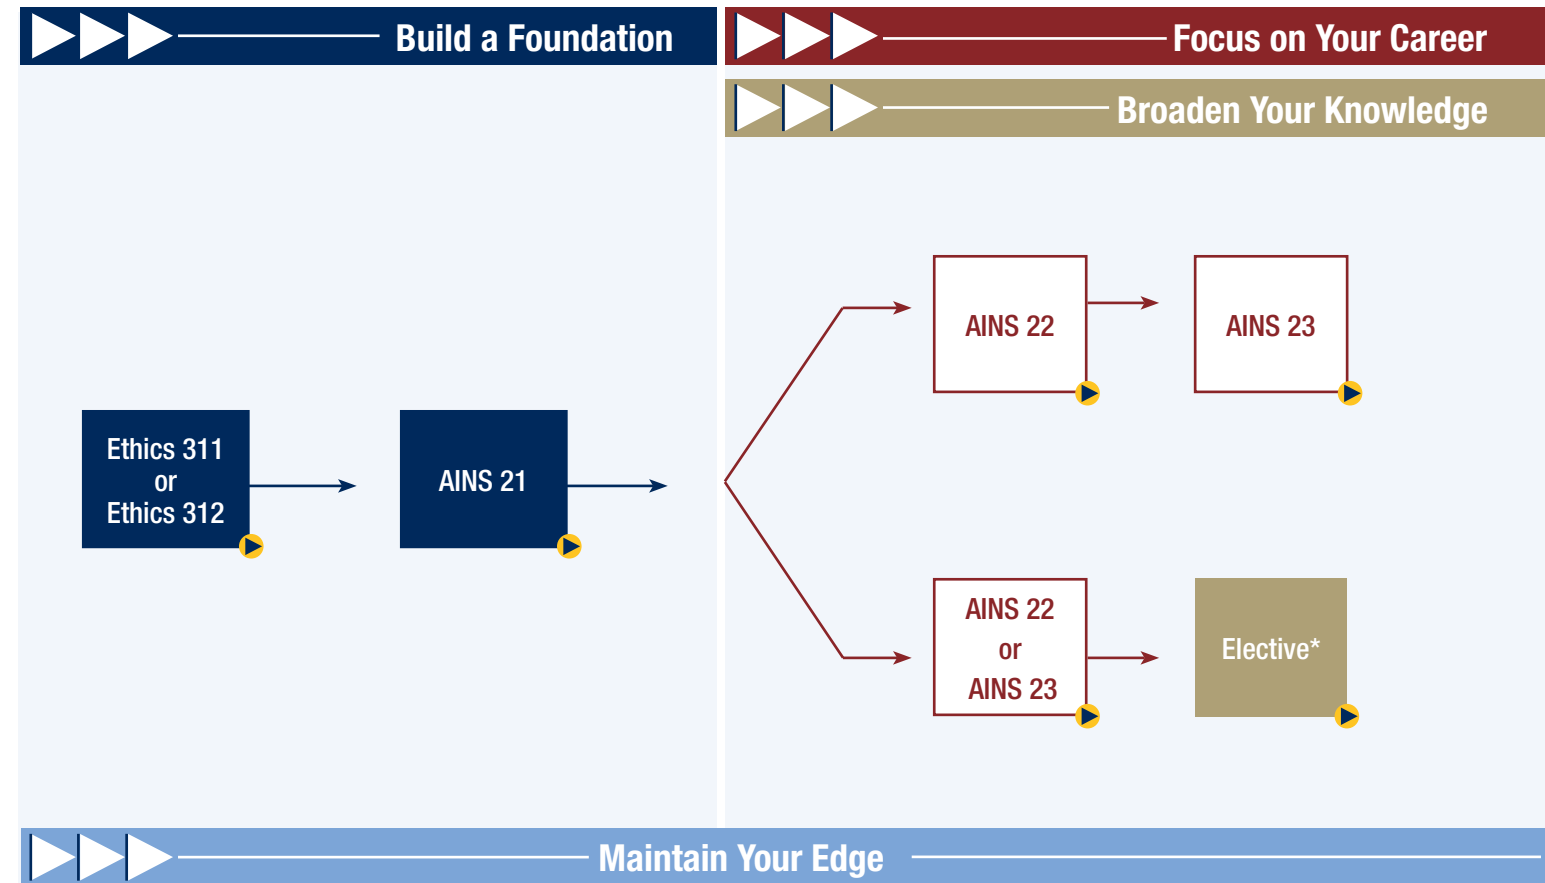 Build a Foundation
Focus on Your Career
Broaden Your Knowledge
Ethics 311
or
Ethics 312
AINS 21
AINS 22
AINS 23
AINS 22
or
AINS 23
Elective*
Maintain Your Edge